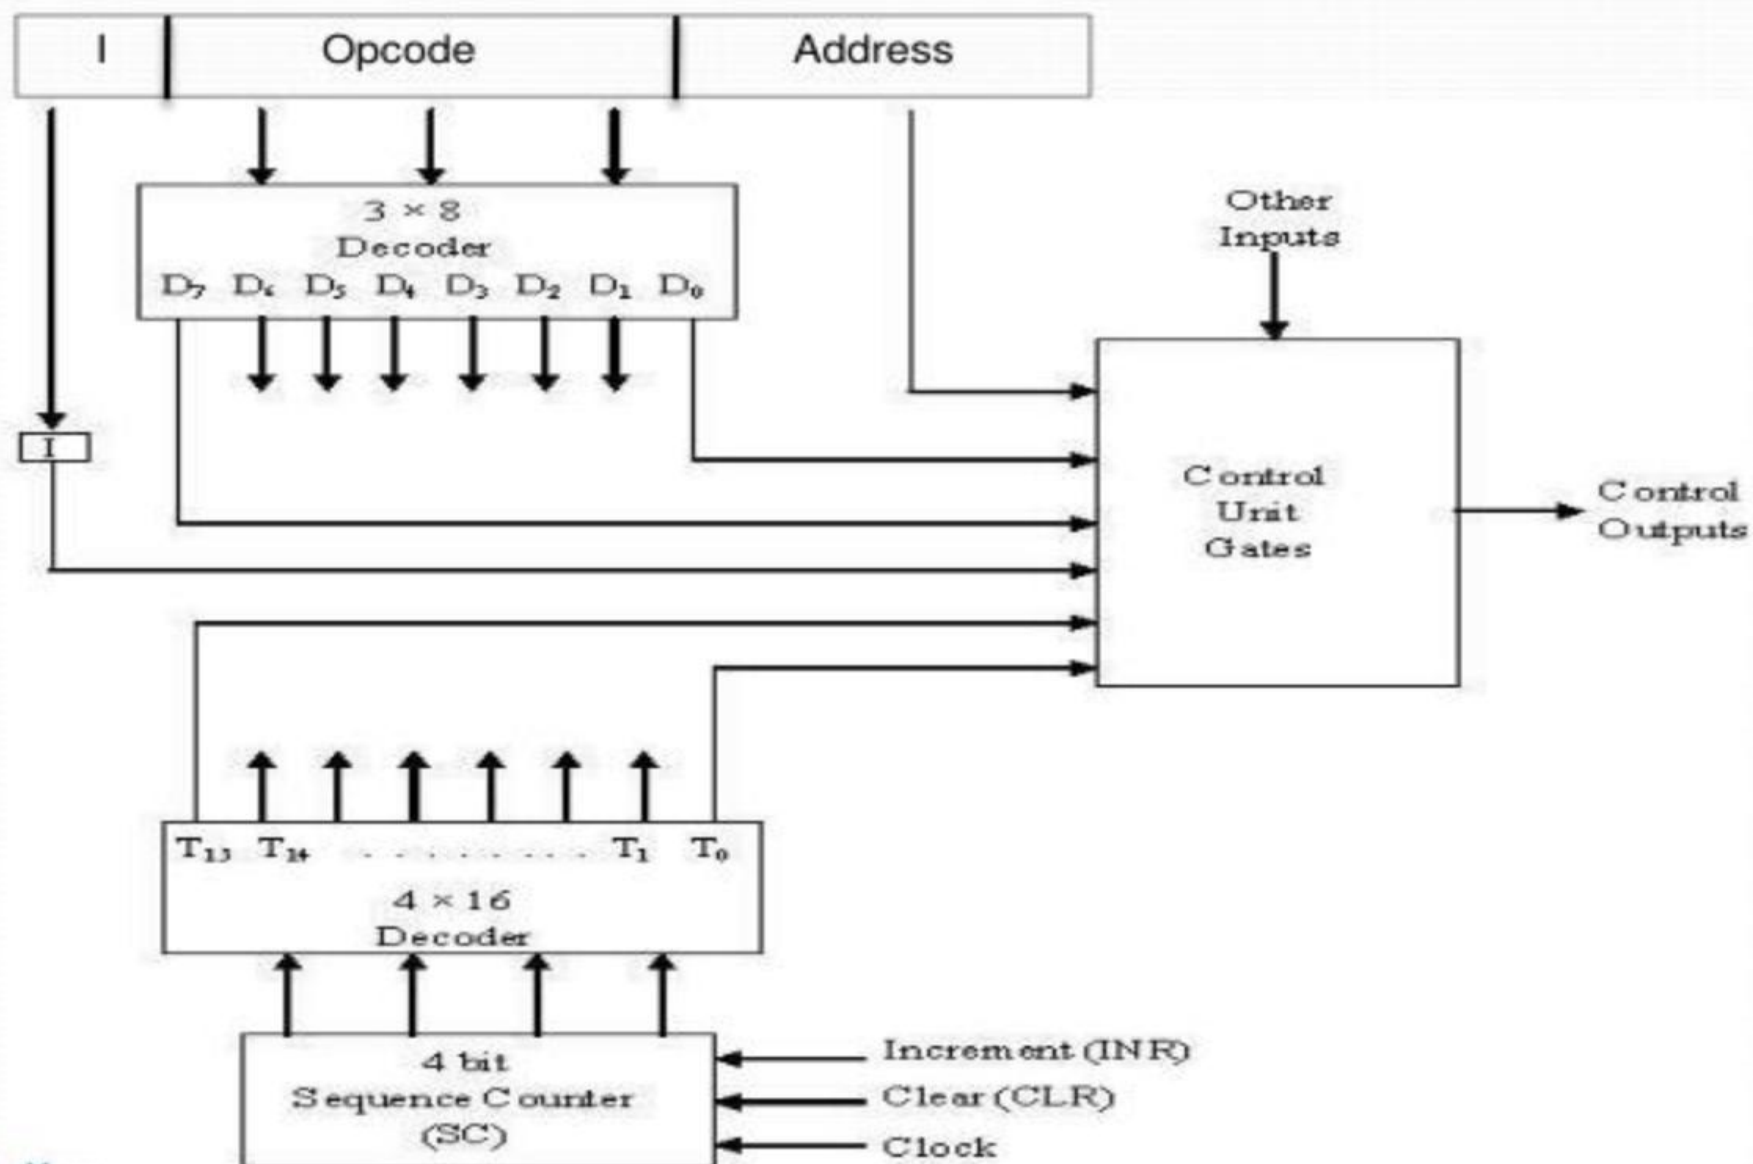 I Opcode Address
3 × 8
Decoder
D₇ D₆ D₅ D₄ D₃ D₂ D₁ D₀
Other
Inputs
I
Control
Unit
Gates
Control
Outputs
T₁₅ T₁₄ . . . . . . . . T₁ T₀
4 × 16
Decoder
4 bit
Sequence Counter
(SC)
Increment (INR)
Clear (CLR)
Clock